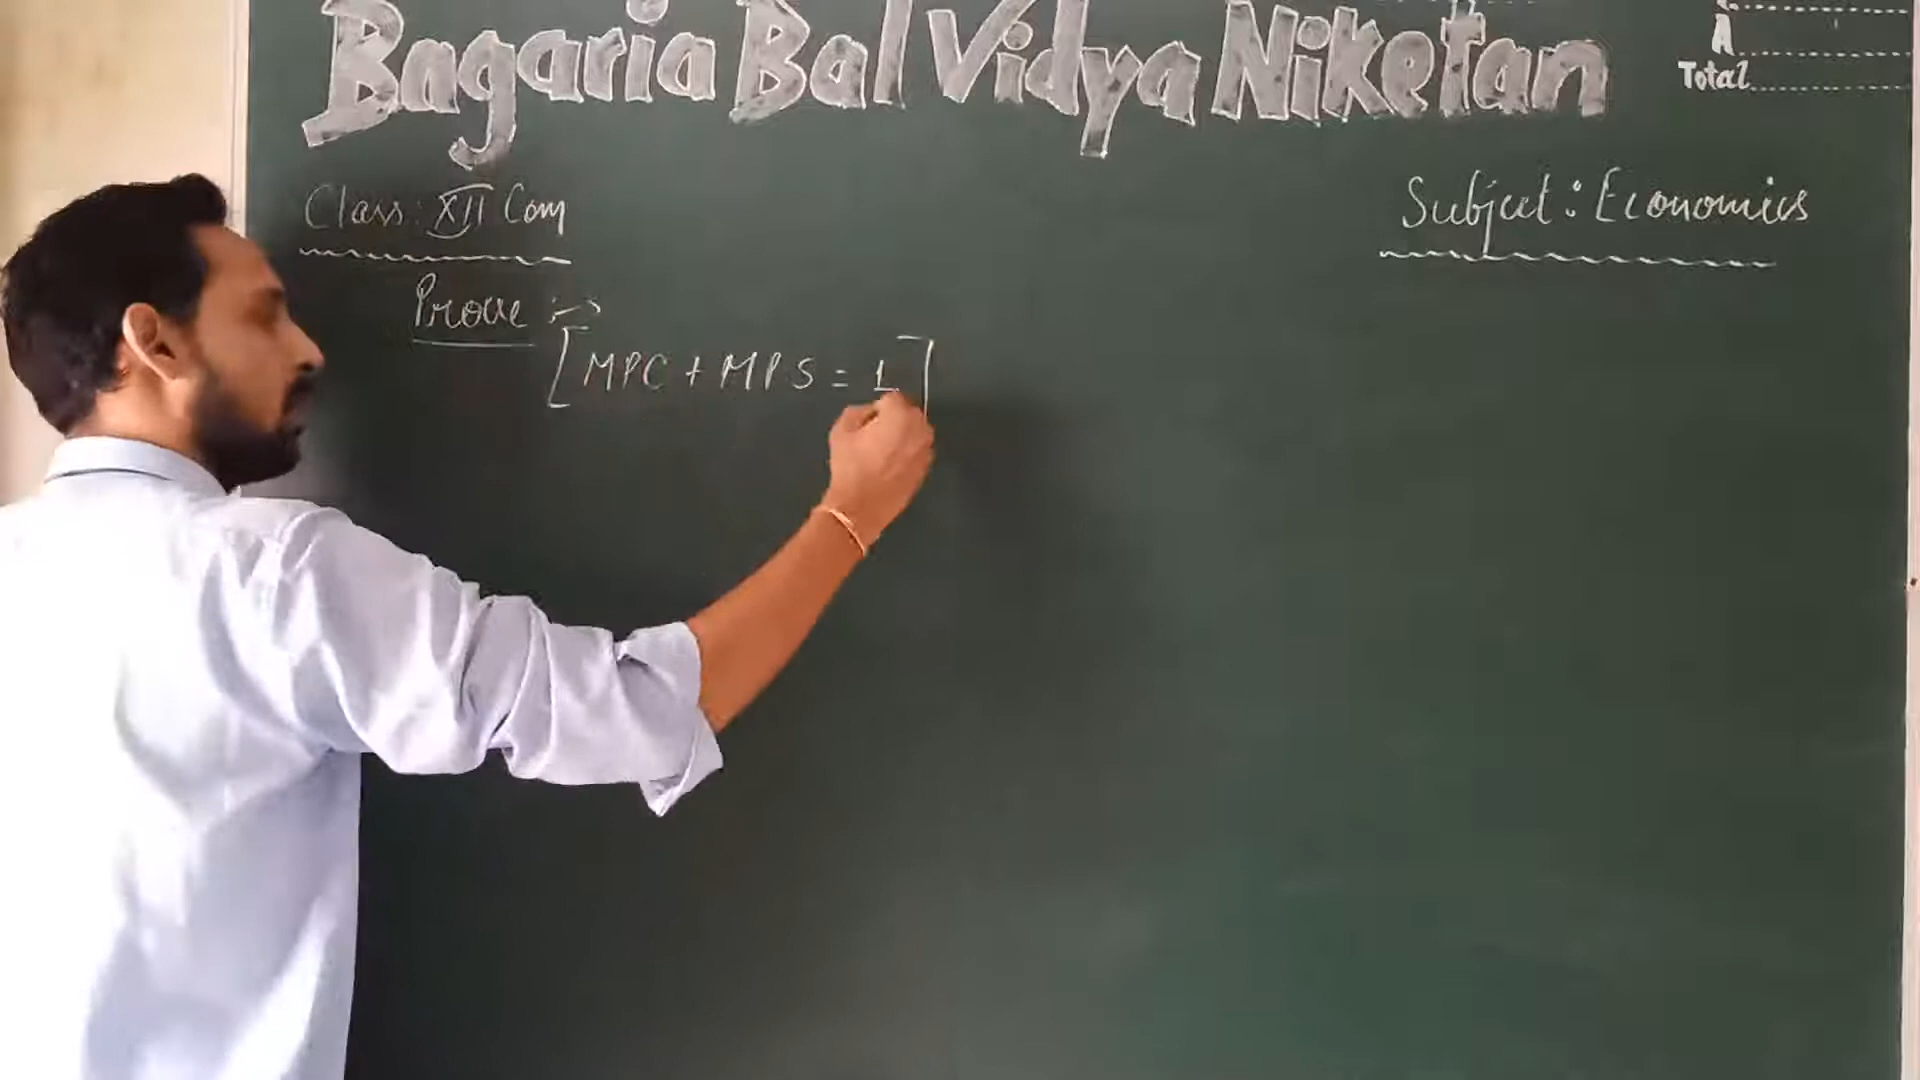 Bagaria Bal Vidya Niketan
A
Total
Class: XII Com
Subject: Economics
Prove :->
[MPC + MPS = 1]